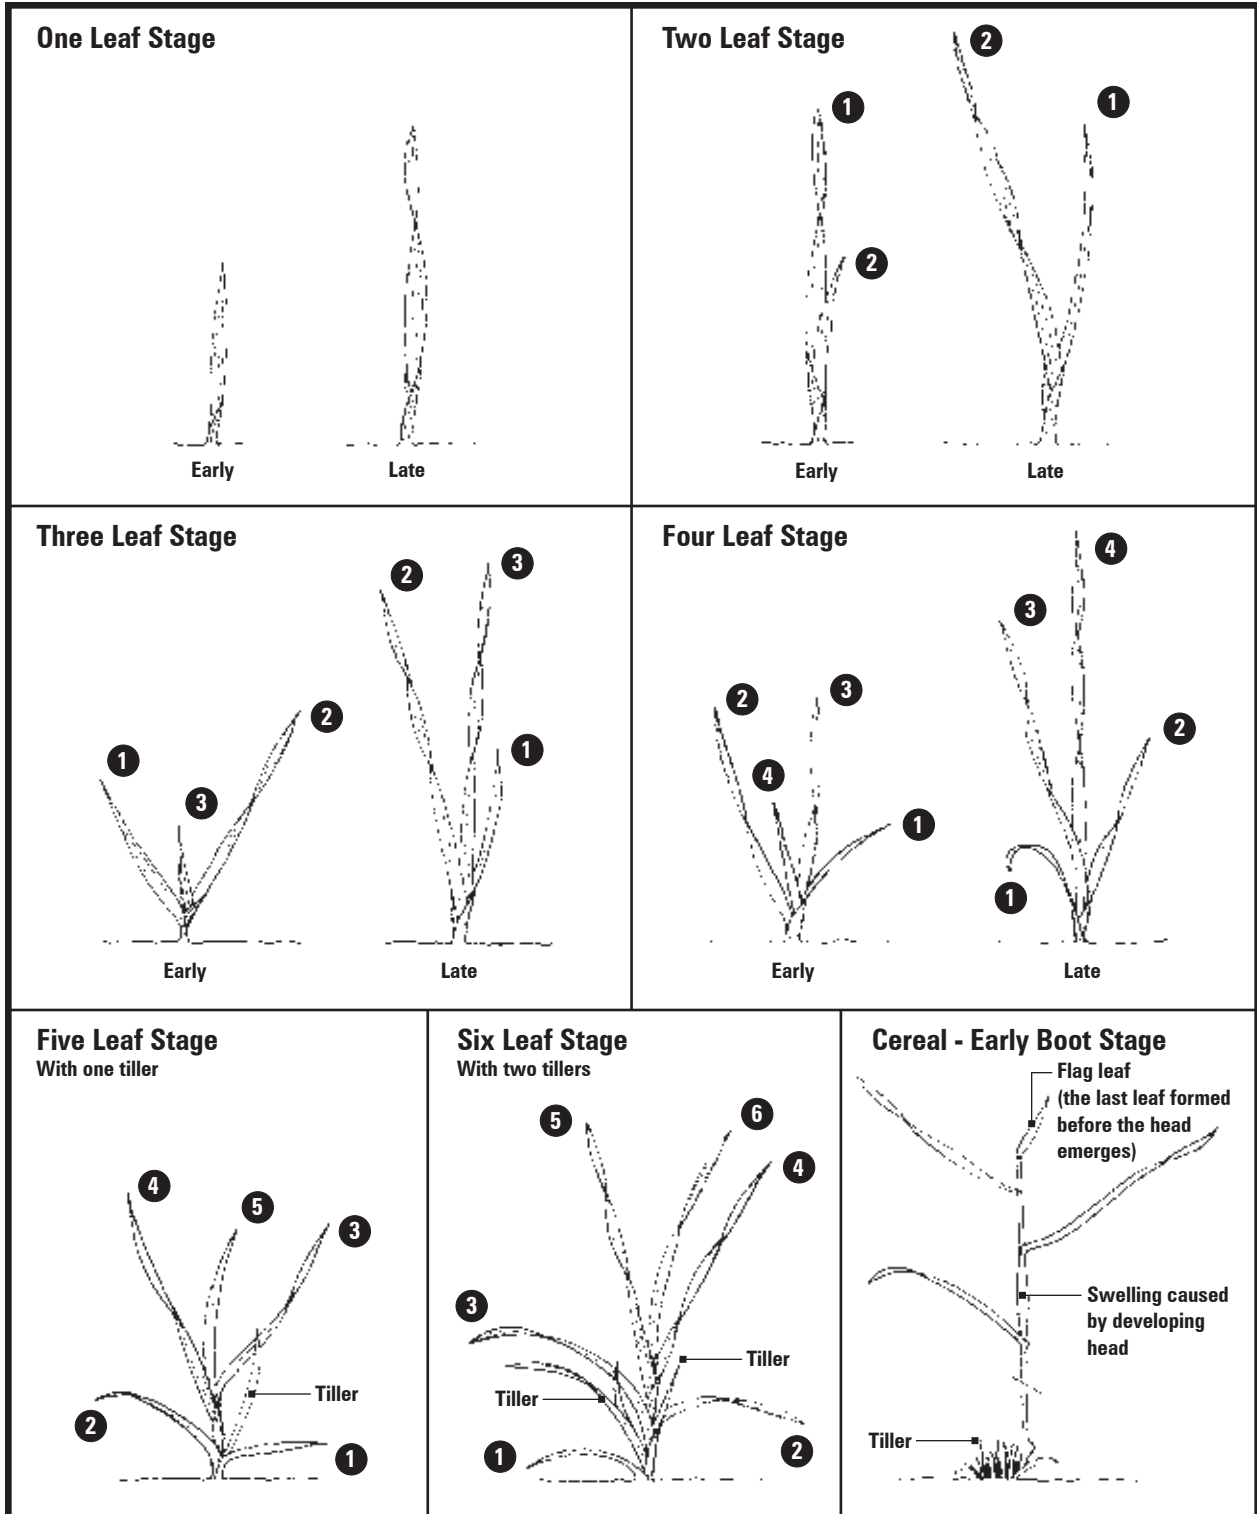 One Leaf Stage
Early
Late
Two Leaf Stage
1
2
2
1
Early
Late
Three Leaf Stage
1
3
2
2
3
1
Early
Late
Four Leaf Stage
2
4
3
1
4
3
2
1
Early
Late
Five Leaf Stage
With one tiller
4
5
3
Tiller
2
1
Six Leaf Stage
With two tillers
5
6
4
3
Tiller
Tiller
1
2
Cereal - Early Boot Stage
Flag leaf
(the last leaf formed
before the head
emerges)
Swelling caused
by developing
head
Tiller